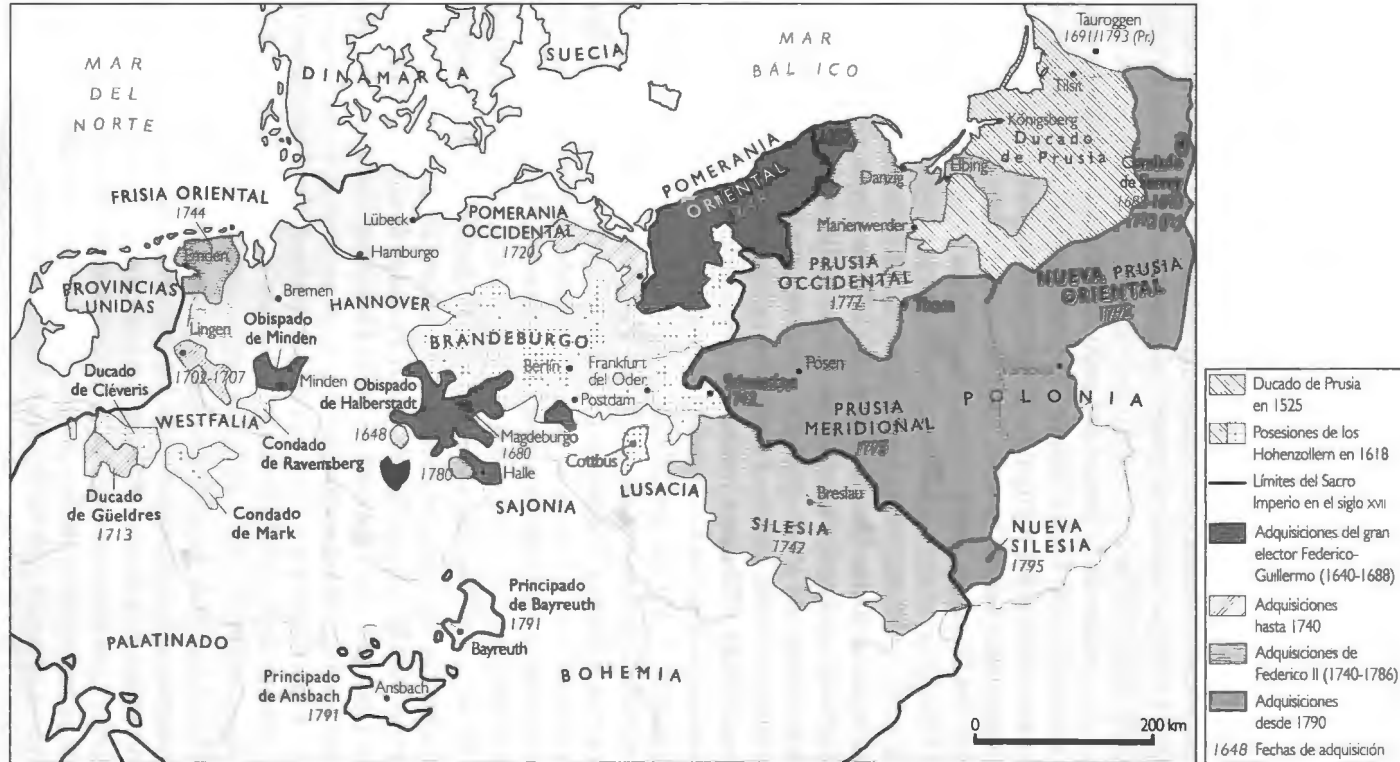 MAR
DEL
NORTE
DINAMARCA
SUECIA
MAR
BAL ICO
Tauroggen
1691/1793 (Pr.)
Tilsit
Königsberg
Ducado
de Prusia
Elbing
Danzig
Marienwerder
POMERANIA
ORIENTAL
FRISIA ORIENTAL
1744
Emden
Lübeck
Hamburgo
POMERANIA
OCCIDENTAL
1720
PROVINCIAS
UNIDAS
Bremen
HANNOVER
Lingen
1702-1707
Obispado
de Minden
Minden
BRANDEBURGO
Berlín
Postdam
Frankfurt
del Oder
PRUSIA
OCCIDENTAL
1777
Thorn
NUEVA PRUSIA
ORIENTAL
Pösen
PRUSIA
MERIDIONAL
POLONIA
Ducado
de Cléveris
WESTFALIA
Condado
de Ravensberg
Obispado
de Halberstadt
1648
Magdeburgo
1680
1780
Halle
Cottbus
SAJONIA
LUSACIA
Breslau
SILESIA
1742
NUEVA
SILESIA
1795
Ducado
de Güeldres
1713
Condado
de Mark
Principado
de Bayreuth
1791
Bayreuth
PALATINADO
Principado
de Ansbach
1791
Ansbach
BOHEMIA
0 200 km
Ducado de Prusia
en 1525
Posesiones de los
Hohenzollern en 1618
Límites del Sacro
Imperio en el siglo XVII
Adquisiciones del gran
elector Federico-
Guillermo (1640-1688)
Adquisiciones
hasta 1740
Adquisiciones de
Federico II (1740-1786)
Adquisiciones
desde 1790
1648 Fechas de adquisición